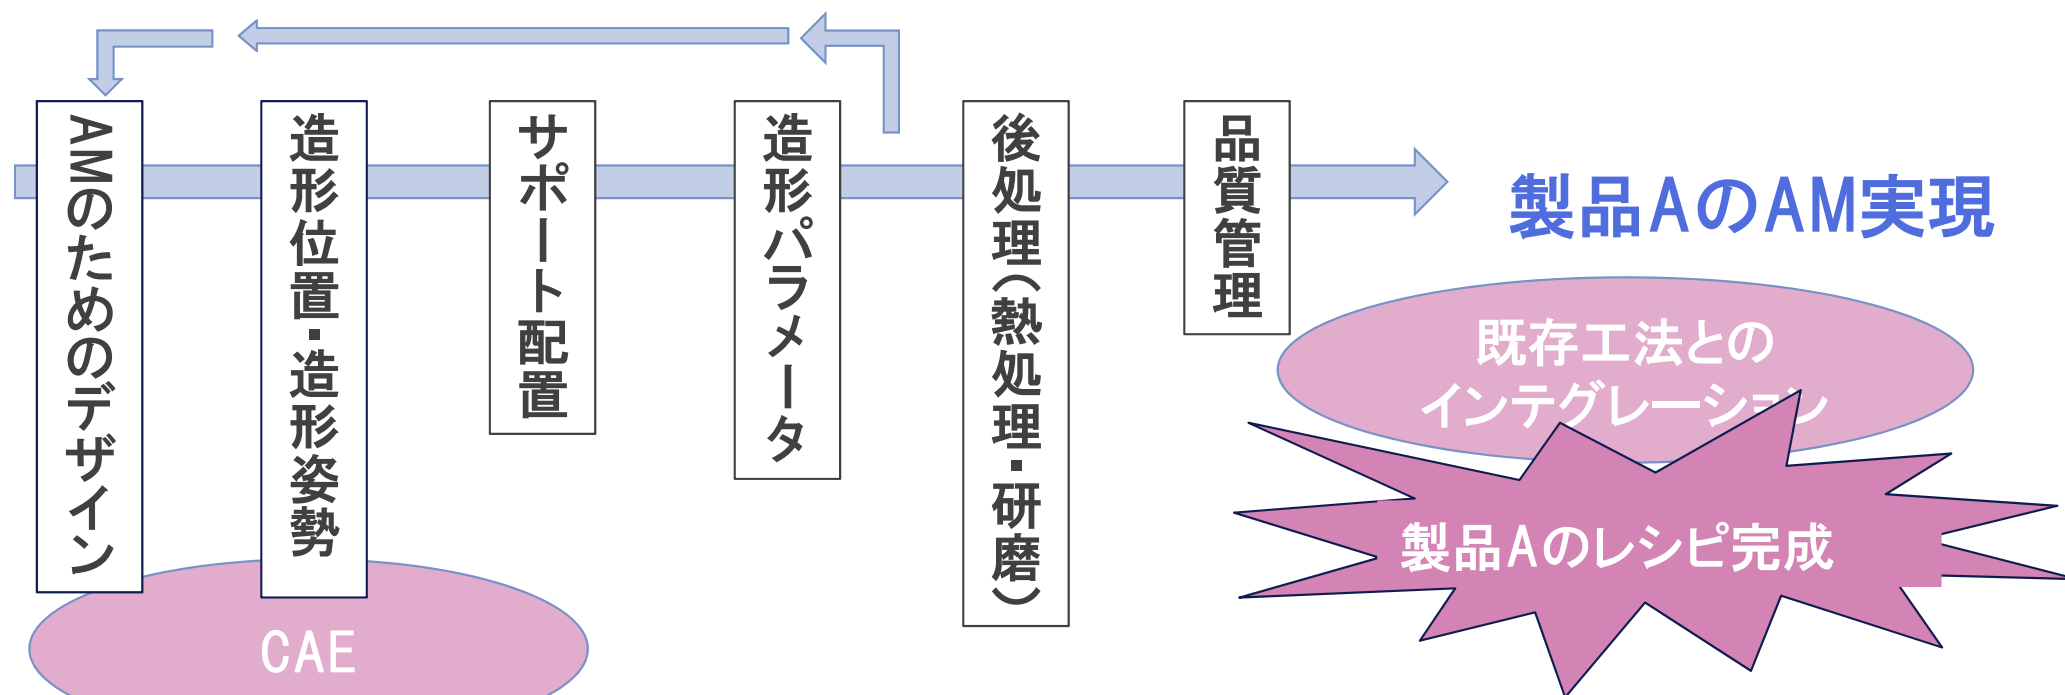 AMのためのデザイン
造形位置・造形姿勢
サポート配置
造形パラメータ
後処理(熱処理・研磨)
品質管理
製品AのAM実現
既存工法との
インテグレーション
製品Aのレシピ完成
CAE